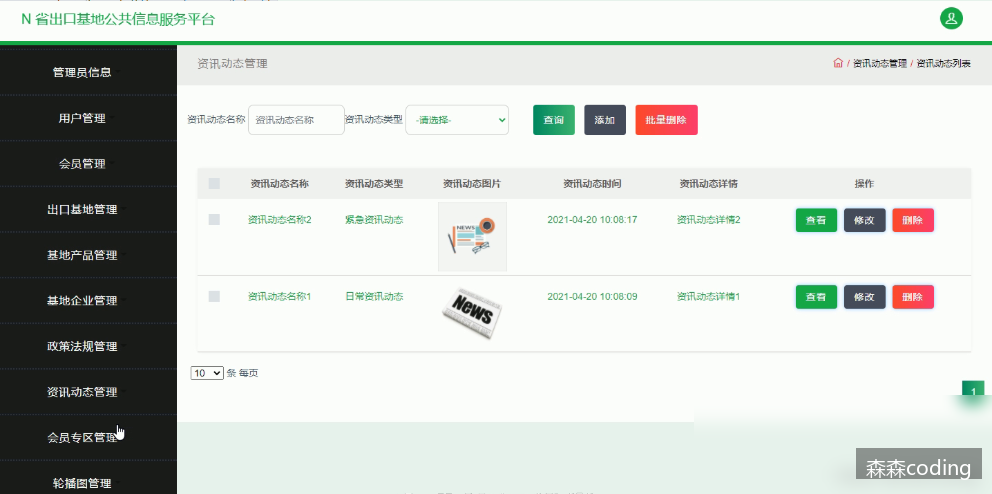 N 省出口基地公共信息服务平台
管理员信息
用户管理
会员管理
出口基地管理
基地产品管理
基地企业管理
政策法规管理
资讯动态管理
会员专区管理
轮播图管理
资讯动态管理
/ 资讯动态管理 / 资讯动态列表
资讯动态名称 资讯动态名称 资讯动态类型 -请选择- 查询 添加 批量删除
资讯动态名称 资讯动态类型 资讯动态图片 资讯动态时间 资讯动态详情 操作
资讯动态名称2 紧急资讯动态 NEWS 2021-04-20 10:08:17 资讯动态详情2 查看 修改 删除
资讯动态名称1 日常资讯动态 News 2021-04-20 10:08:09 资讯动态详情1 查看 修改 删除
10 条 每页
1
森森coding